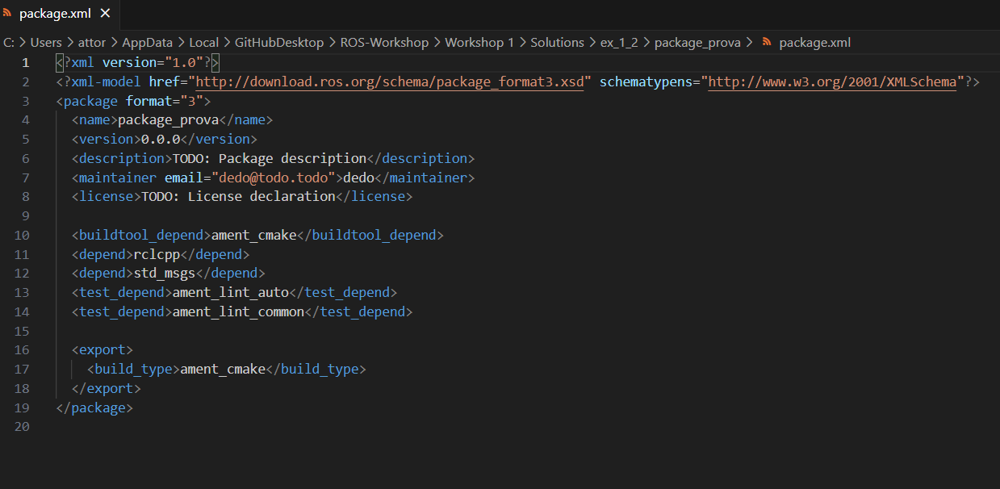 package.xml ×
C: > Users > attor > AppData > Local > GitHubDesktop > ROS-Workshop > Workshop 1 > Solutions > ex_1_2 > package_prova > package.xml
1 <?xml version="1.0"?>
2 <?xml-model href="http://download.ros.org/schema/package_format3.xsd" schematypens="http://www.w3.org/2001/XMLSchema"?>
3 <package format="3">
4   <name>package_prova</name>
5   <version>0.0.0</version>
6   <description>TODO: Package description</description>
7   <maintainer email="dedo@todo.todo">dedo</maintainer>
8   <license>TODO: License declaration</license>
9
10   <buildtool_depend>ament_cmake</buildtool_depend>
11   <depend>rclcpp</depend>
12   <depend>std_msgs</depend>
13   <test_depend>ament_lint_auto</test_depend>
14   <test_depend>ament_lint_common</test_depend>
15
16   <export>
17     <build_type>ament_cmake</build_type>
18   </export>
19 </package>
20